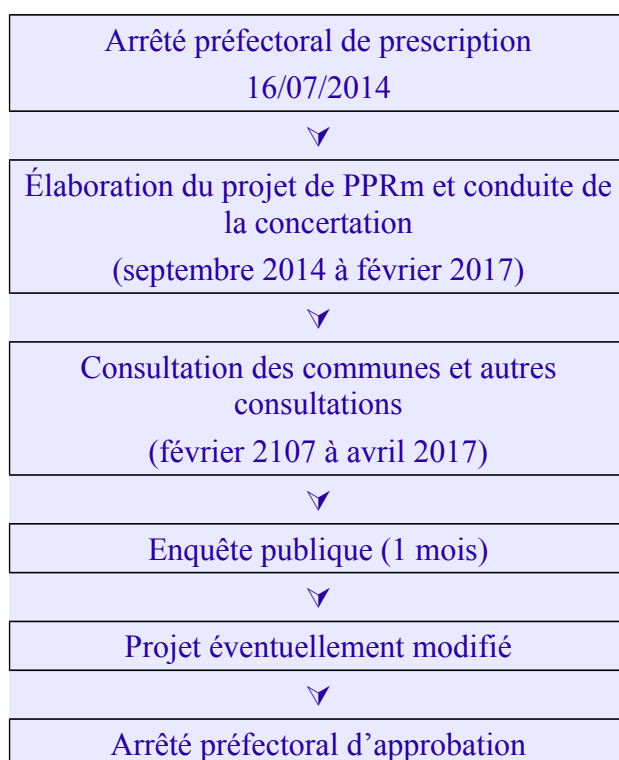 Arrêté préfectoral de prescription
16/07/2014
Élaboration du projet de PPRm et conduite de
la concertation
(septembre 2014 à février 2017)
Consultation des communes et autres
consultations
(février 2107 à avril 2017)
Enquête publique (1 mois)
Projet éventuellement modifié
Arrêté préfectoral d’approbation